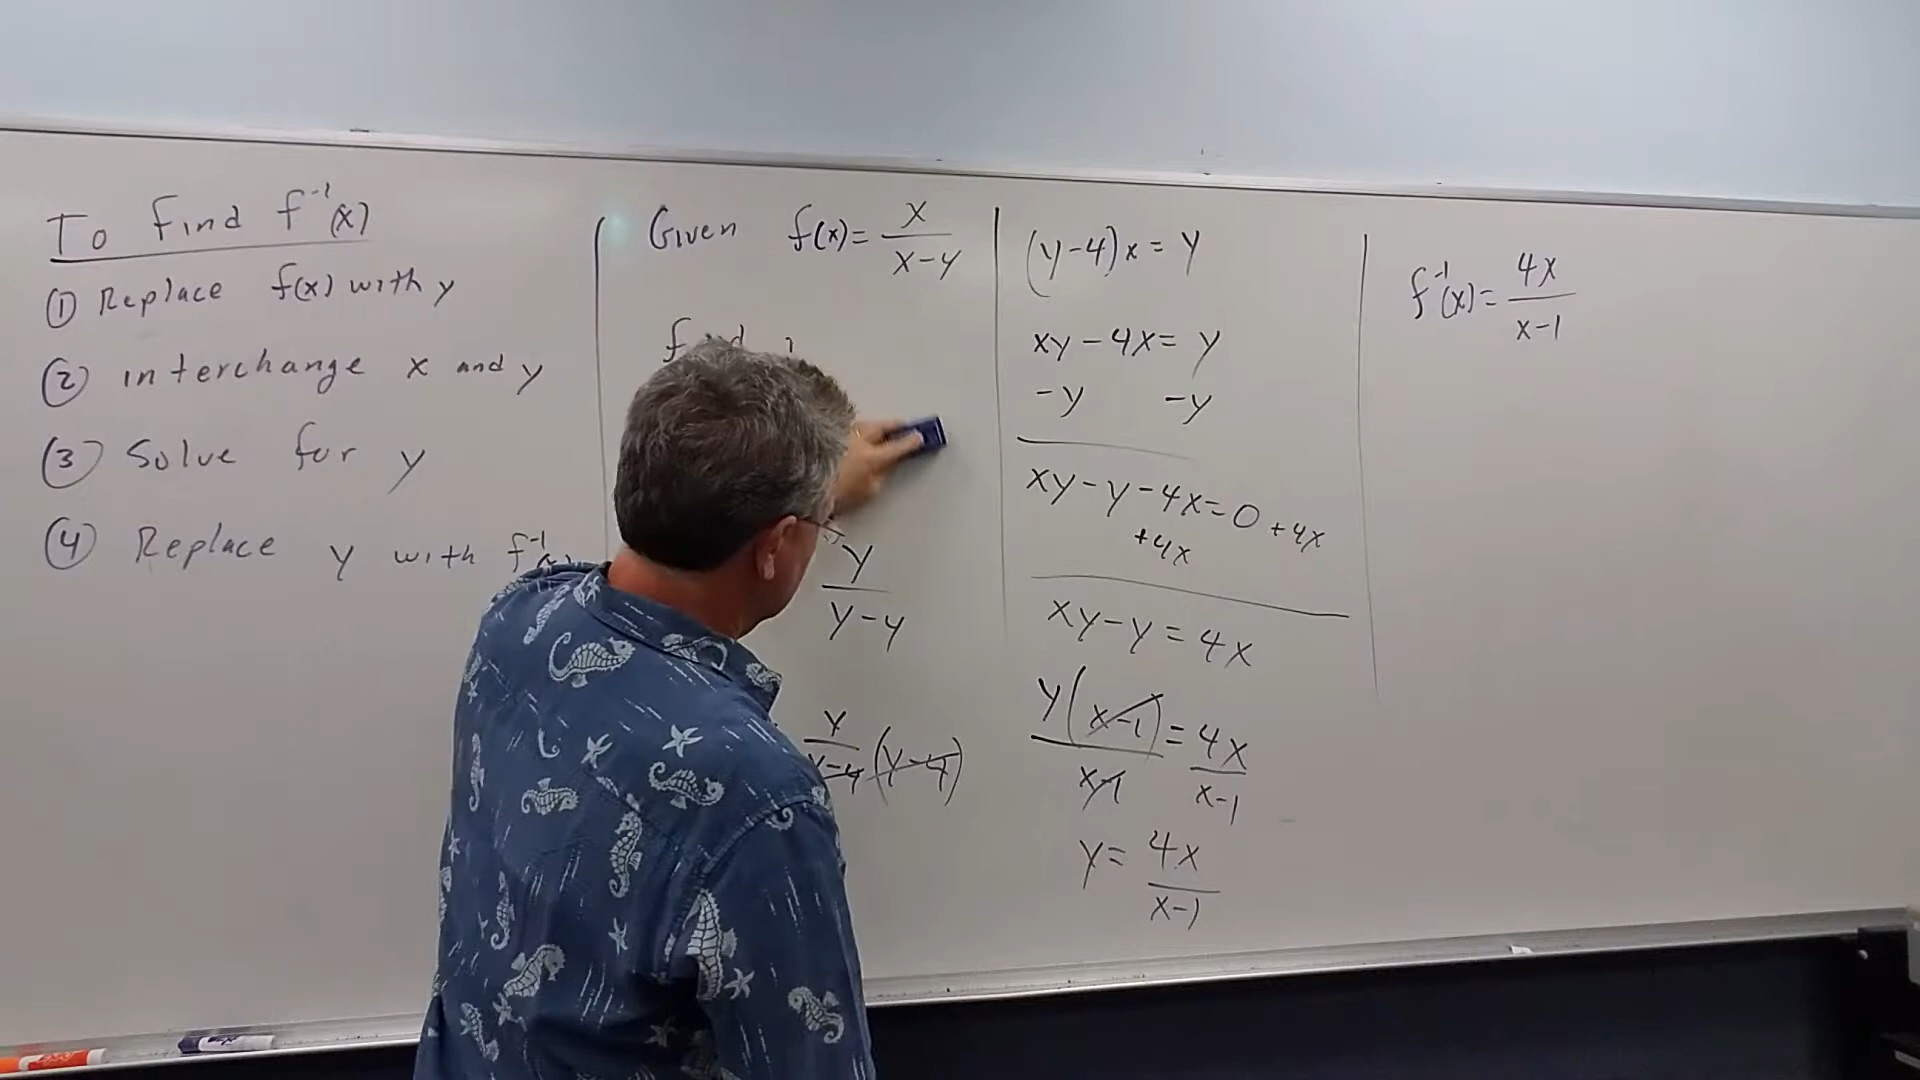 To Find f⁻¹(x)
① Replace f(x) with y
② interchange x and y
③ Solve for y
④ Replace y with f⁻¹(x)
Given f(x) = x/(x-4)
find
y/(y-4)
y/(y-4) (y-4)
(y-4)x = y
xy - 4x = y
-y -y
xy - y - 4x = 0 + 4x
+4x
xy - y = 4x
y(x-1)/(x-1) = 4x/(x-1)
y = 4x/(x-1)
f⁻¹(x) = 4x/(x-1)